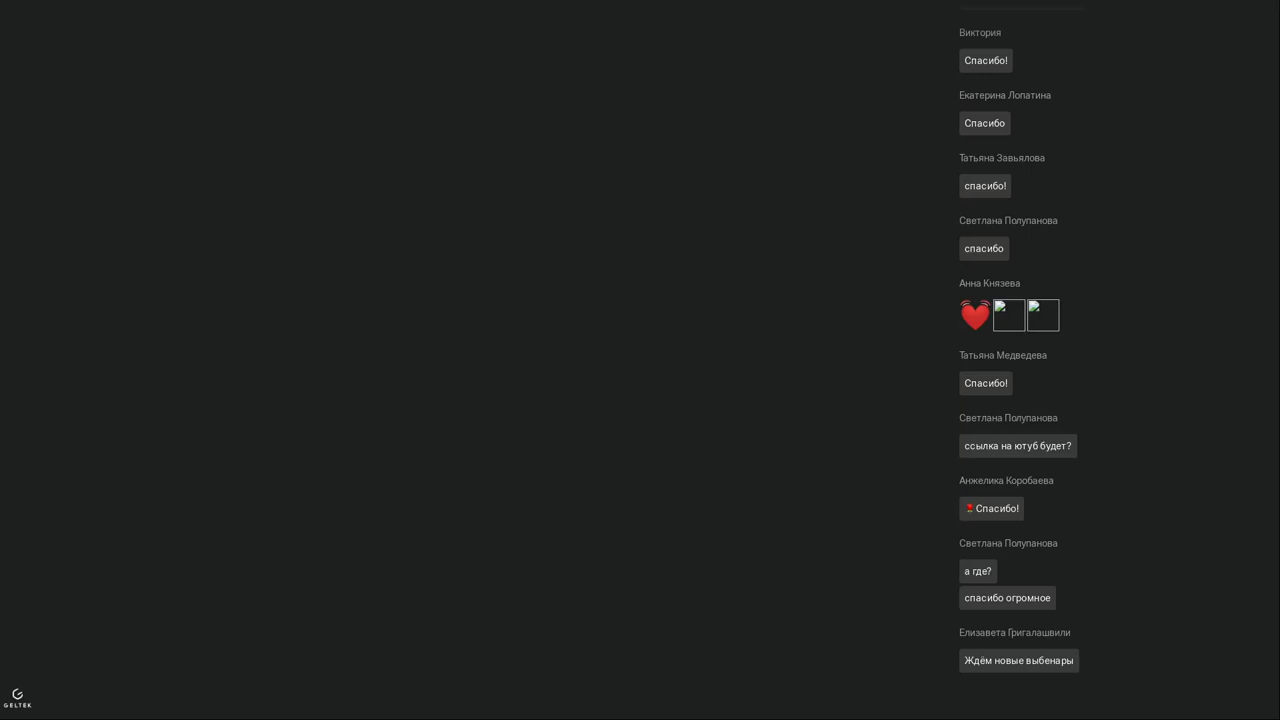 Виктория
Спасибо!
Екатерина Лопатина
Спасибо
Татьяна Завьялова
спасибо!
Светлана Полупанова
спасибо
Анна Князева
Татьяна Медведева
Спасибо!
Светлана Полупанова
ссылка на ютуб будет?
Анжелика Коробаева
🌹Спасибо!
Светлана Полупанова
а где?
спасибо огромное
Елизавета Григалашвили
Ждём новые выбенары
GELTEK